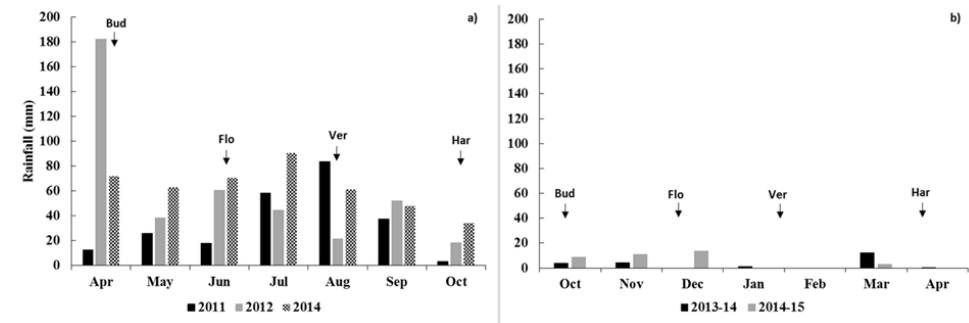 a)
Rainfall (mm)
200
180
160
140
120
100
80
60
40
20
0
Bud
Flo
Ver
Har
Apr May Jun Jul Aug Sep Oct
2011 2012 2014
b)
200
180
160
140
120
100
80
60
40
20
0
Bud
Flo
Ver
Har
Oct Nov Dec Jan Feb Mar Apr
2013-14 2014-15